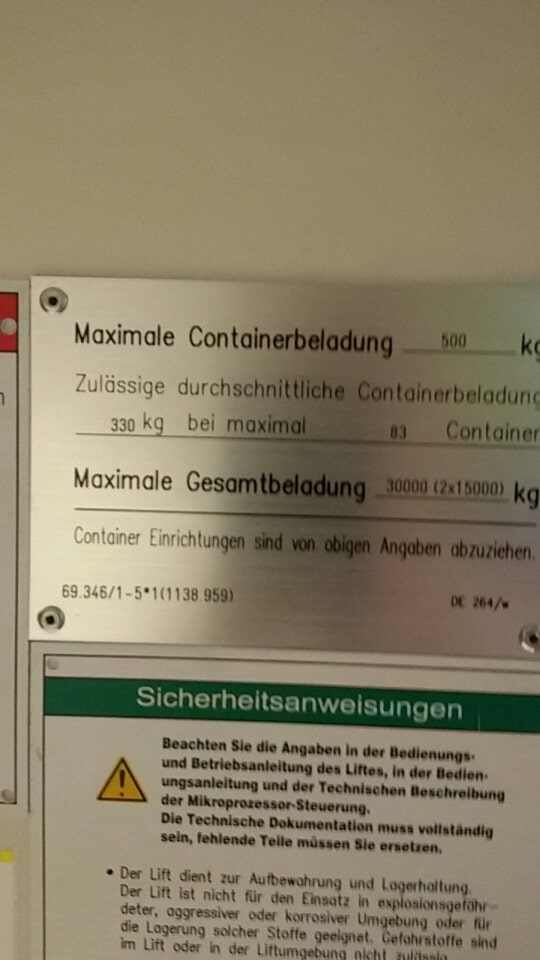 Maximale Containerbeladung 500 kg
Zulässige durchschnittliche Containerbeladung
330 kg bei maximal 83 Container
Maximale Gesamtbeladung 30000 (2x15000) kg
Container Einrichtungen sind von obigen Angaben abzuziehen.
69.346/1-5*1(1138.959) DE 264/w
Sicherheitsanweisungen
Beachten Sie die Angaben in der Bedienungs-
und Betriebsanleitung des Liftes, in der Bedien-
ungsanleitung und der Technischen Beschreibung
der Mikroprozessor-Steuerung.
Die Technische Dokumentation muss vollständig
sein, fehlende Teile müssen Sie ersetzen.
• Der Lift dient zur Aufbewahrung und Lagerhaltung.
Der Lift ist nicht für den Einsatz in explosionsgefähr-
deter, aggressiver oder korrosiver Umgebung oder für
die Lagerung solcher Stoffe geeignet. Gefahrstoffe sind
im Lift oder in der Liftumgebung nicht zulässig